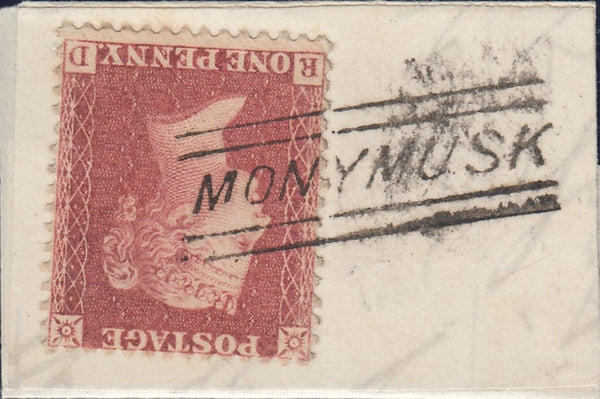 POSTAGE
R ONE PENNY D
MONYMUSK